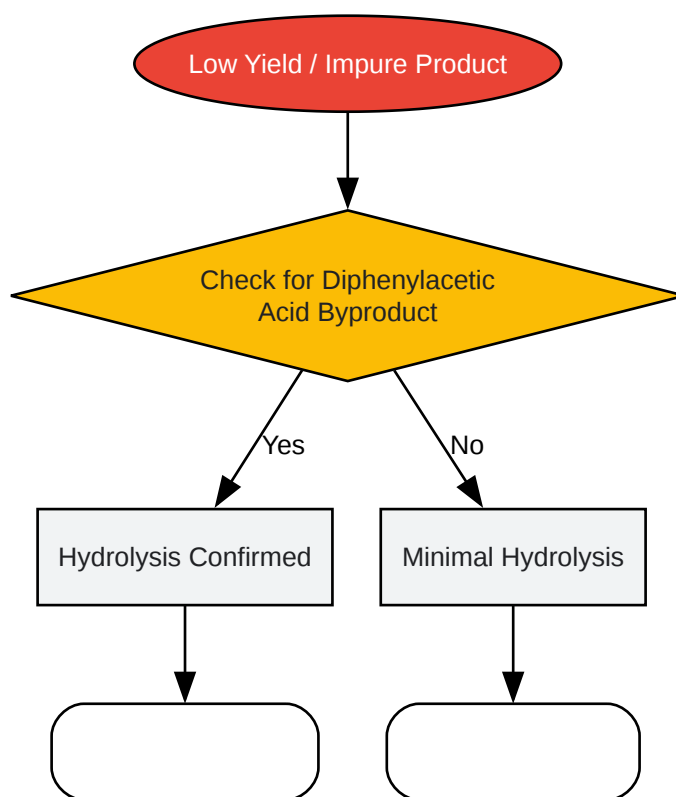 Low Yield / Impure Product
Check for Diphenylacetic
Acid Byproduct
Yes
No
Hydrolysis Confirmed
Minimal Hydrolysis